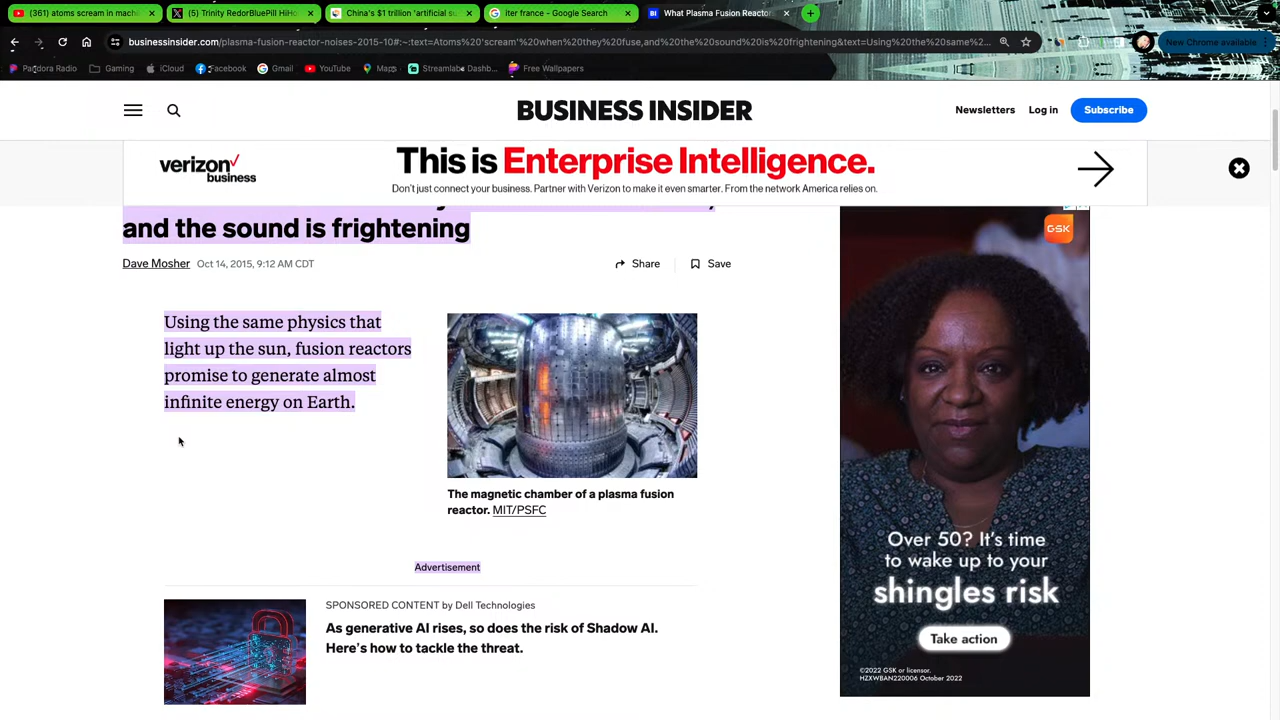 (361) atoms scream in mach
(5) Trinity RedorBluePill HiHo
China's $1 trillion 'artificial su
iter france - Google Search
What Plasma Fusion Reactor
businessinsider.com/plasma-fusion-reactor-noises-2015-10#:~:text=Atoms%20'scream'%20when%20they%20fuse,and%20the%20sound%20is%20frightening&text=Using%20the%20same%20physics%2...
New Chrome available
Pandora Radio
Gaming
iCloud
Facebook
Gmail
YouTube
Maps
Streamlabs Dashb...
Free Wallpapers
BUSINESS INSIDER
Newsletters
Log in
Subscribe
verizon
business
This is Enterprise Intelligence.
Don't just connect your business. Partner with Verizon to make it even smarter. From the network America relies on.
and the sound is frightening
Dave Mosher Oct 14, 2015, 9:12 AM CDT
Share
Save
Using the same physics that
light up the sun, fusion reactors
promise to generate almost
infinite energy on Earth.
The magnetic chamber of a plasma fusion
reactor. MIT/PSFC
Advertisement
SPONSORED CONTENT by Dell Technologies
As generative AI rises, so does the risk of Shadow AI.
Here's how to tackle the threat.
GSK
Over 50? It's time
to wake up to your
shingles risk
Take action
©2022 GSK or licensor.
MZXWBAN220006 October 2022